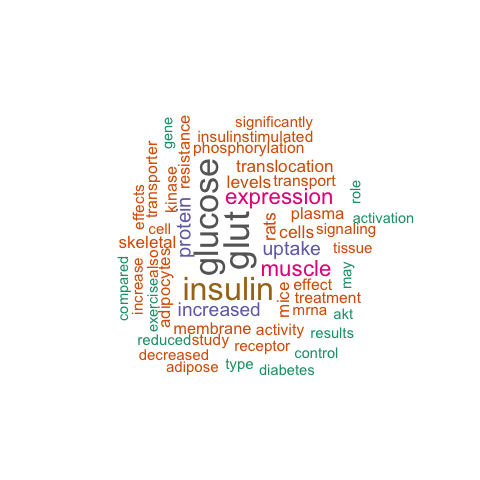 significantly
insulinstimulated
phosphorylation
gene
resistance
translocation
levels
transport
expression
transporter
kinase
protein
glucose
glut
rats
plasma
role
activation
effects
cell
cells
signaling
skeletal
also
adipocytes
uptake
tissue
muscle
may
compared
increase
exercise
insulin
mice
effect
treatment
increased
mrna
akt
membrane
activity
results
reduced
study
receptor
control
decreased
adipose
type
diabetes